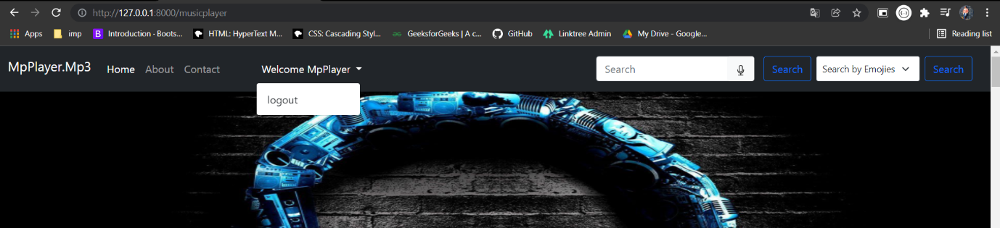 http://127.0.0.1:8000/musicplayer
Apps imp B Introduction · Boots... HTML: HyperText M... CSS: Cascading Styl... GeeksforGeeks | A c... GitHub Linktree Admin My Drive - Google... Reading list
MpPlayer.Mp3 Home About Contact Welcome MpPlayer Search Search Search by Emojies Search
logout